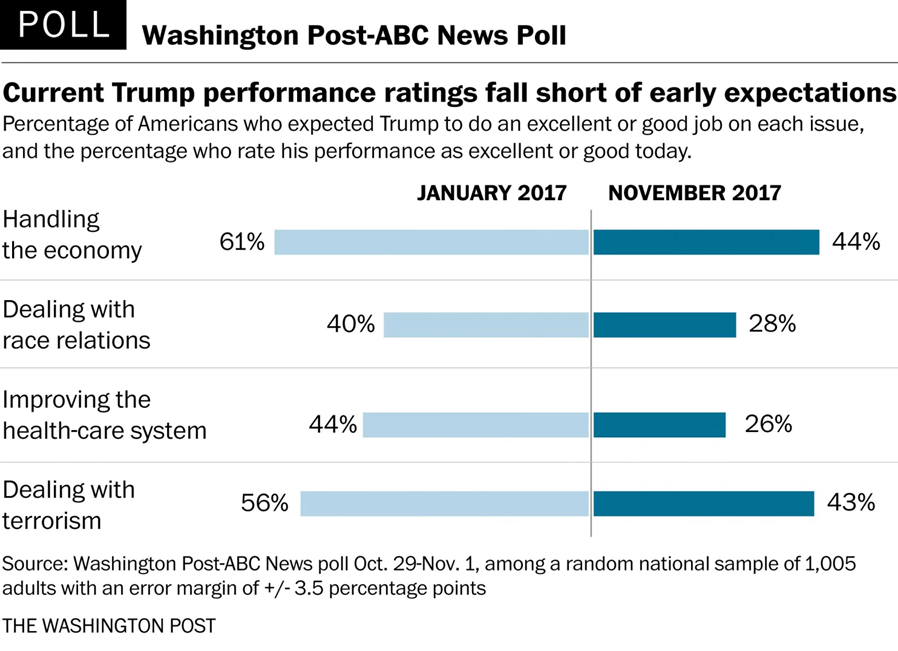 POLL
Washington Post-ABC News Poll
Current Trump performance ratings fall short of early expectations
Percentage of Americans who expected Trump to do an excellent or good job on each issue,
and the percentage who rate his performance as excellent or good today.
JANUARY 2017
NOVEMBER 2017
Handling
the economy
61%
44%
Dealing with
race relations
40%
28%
Improving the
health-care system
44%
26%
Dealing with
terrorism
56%
43%
Source: Washington Post-ABC News poll Oct. 29-Nov. 1, among a random national sample of 1,005
adults with an error margin of +/- 3.5 percentage points
THE WASHINGTON POST